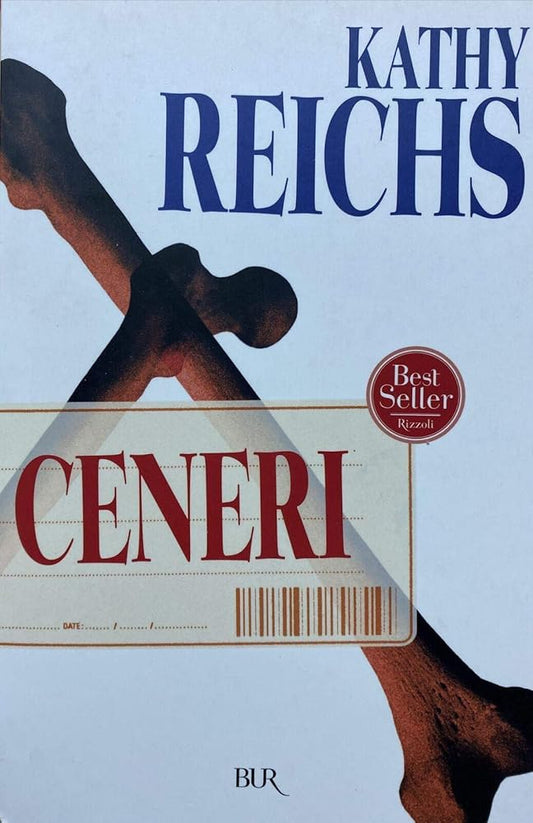 KATHY
REICHS
Best
Seller
Rizzoli
CENERI
DATE: ...... / ........ / ...............
BUR